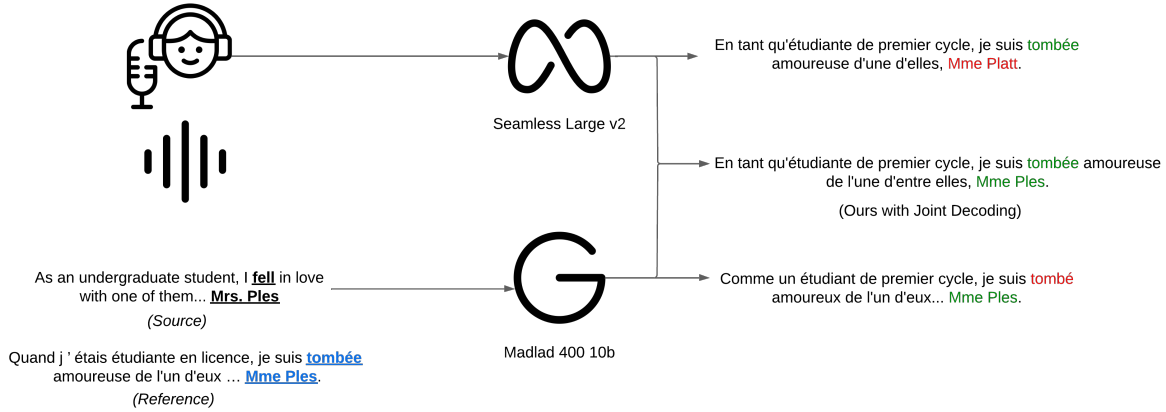 En tant qu'étudiante de premier cycle, je suis tombée
amoureuse d'une d'elles, Mme Platt.
Seamless Large v2
En tant qu'étudiante de premier cycle, je suis tombée amoureuse
de l'une d'entre elles, Mme Ples.
(Ours with Joint Decoding)
As an undergraduate student, I fell in love
with one of them... Mrs. Ples
(Source)
Comme un étudiant de premier cycle, je suis tombé
amoureux de l'un d'eux... Mme Ples.
Madlad 400 10b
Quand j ’ étais étudiante en licence, je suis tombée
amoureuse de l'un d'eux … Mme Ples.
(Reference)